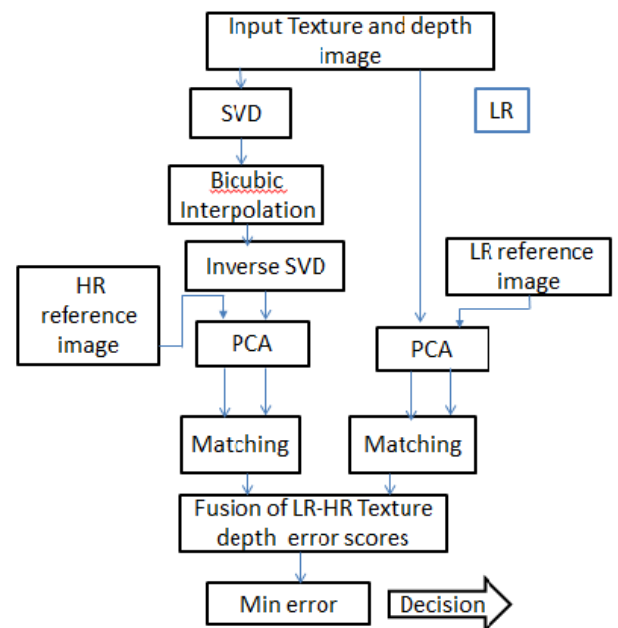 Input Texture and depth
image
SVD
LR
Bicubic
Interpolation
Inverse SVD
LR reference
image
HR
reference
image
PCA
PCA
Matching
Matching
Fusion of LR-HR Texture
depth error scores
Min error
Decision